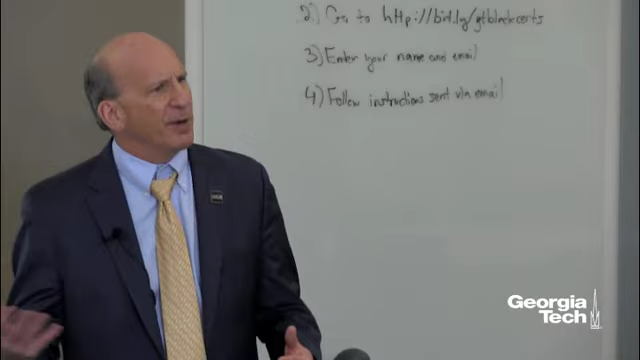 2) Go to http://bit.ly/gtblockcerts
3) Enter your name and email
4) Follow instructions sent via email
Georgia
Tech